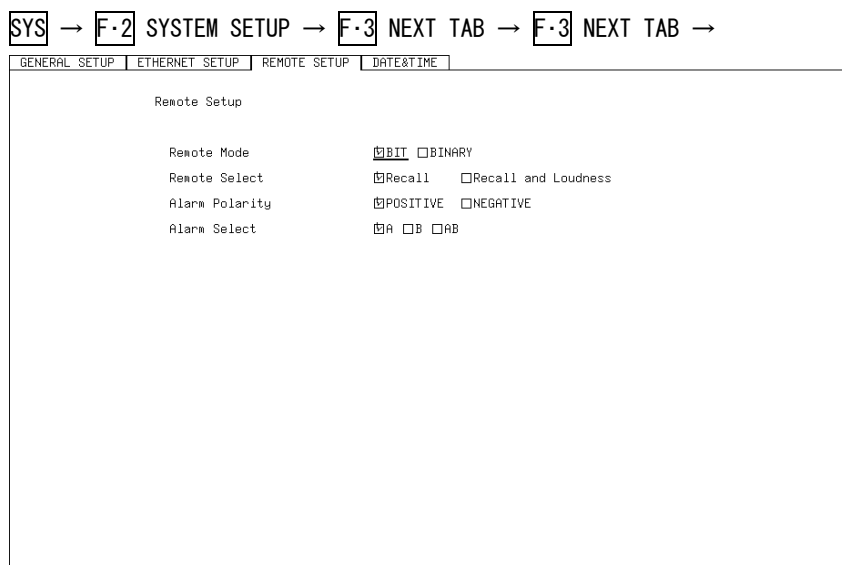 SYS → F･2 SYSTEM SETUP → F･3 NEXT TAB → F･3 NEXT TAB →
GENERAL SETUP ETHERNET SETUP REMOTE SETUP DATE&TIME
Remote Setup
Remote Mode ☑BIT □BINARY
Remote Select ☑Recall □Recall and Loudness
Alarm Polarity ☑POSITIVE □NEGATIVE
Alarm Select ☑A □B □AB